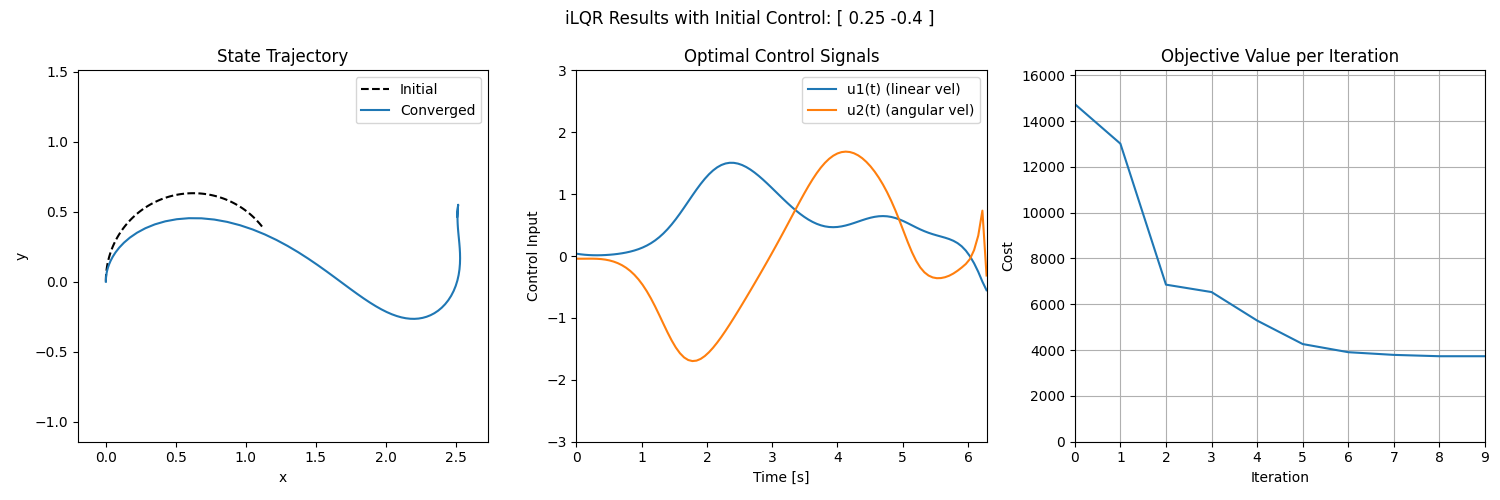 iLQR Results with Initial Control: [ 0.25 -0.4 ]
State Trajectory
Initial
Converged
1.5
1.0
0.5
0.0
−0.5
−1.0
y
0.0 0.5 1.0 1.5 2.0 2.5
x
Optimal Control Signals
u1(t) (linear vel)
u2(t) (angular vel)
3
2
1
0
−1
−2
−3
Control Input
0 1 2 3 4 5 6
Time [s]
Objective Value per Iteration
16000
14000
12000
10000
8000
6000
4000
2000
0
Cost
0 1 2 3 4 5 6 7 8 9
Iteration